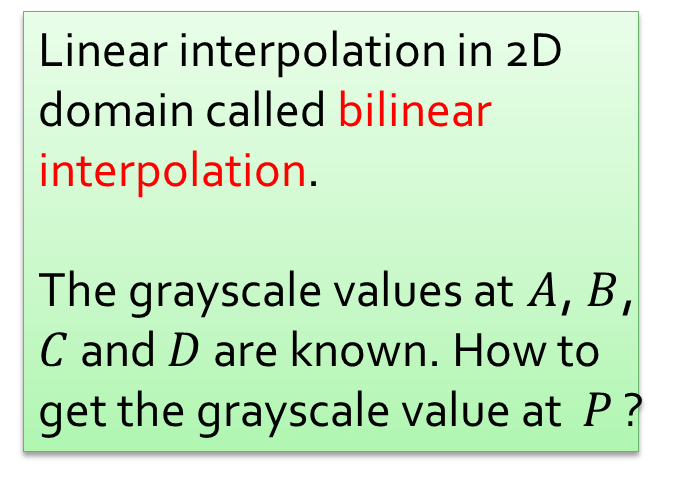 Linear interpolation in 2D
domain called bilinear
interpolation.
The grayscale values at A, B,
C and D are known. How to
get the grayscale value at P ?